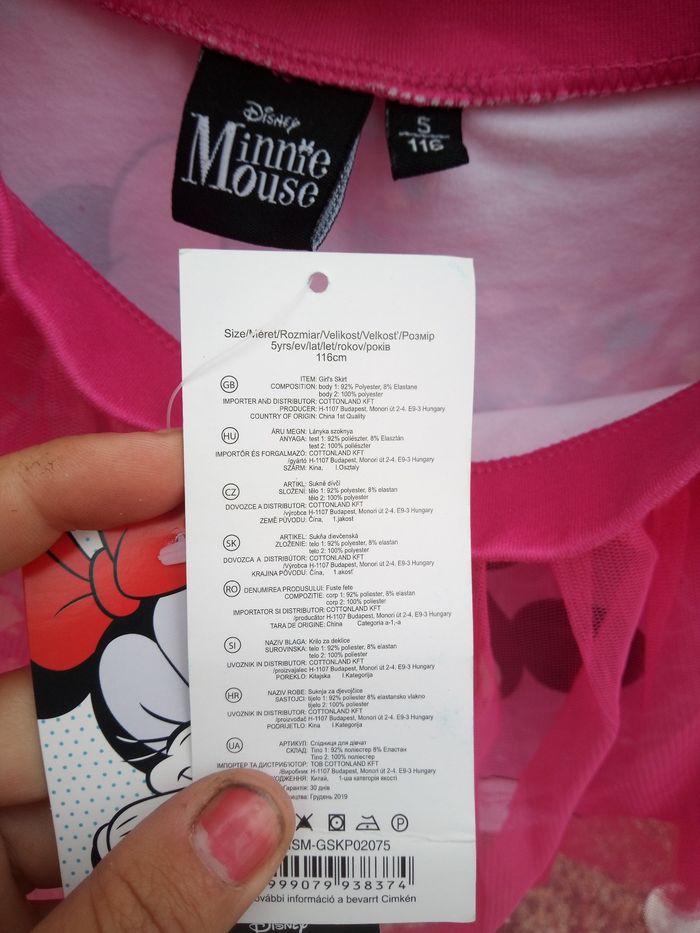 Disney
Minnie
Mouse
5
116
Size/Méret/Rozmiar/Velikost/Velkosť/Розмір
5yrs/ev/lat/let/rokov/років
116cm
GB
ITEM: Girl's Skirt
COMPOSITION: body 1: 92% Polyester, 8% Elastane
body 2: 100% polyester
IMPORTER AND DISTRIBUTOR: COTTONLAND KFT
PRODUCER: H-1107 Budapest, Monori út 2-4. E9-3 Hungary
COUNTRY OF ORIGIN: China 1st Quality
HU
ÁRU MEGN: Lányka szoknya
ANYAGA: test 1: 92% poliészter, 8% Elasztán
test 2: 100% poliészter
IMPORTŐR ÉS FORGALMAZÓ: COTTONLAND KFT
/gyártó H-1107 Budapest, Monori út 2-4. E9-3 Hungary
SZÁRM: Kína, I.Osztaly
CZ
ARTIKL: Sukně dívčí
SLOŽENÍ: tělo 1: 92% polyester, 8% elastan
tělo 2: 100% polyester
DOVOZCE A DISTRIBUTOR: COTTONLAND KFT
/výrobce H-1107 Budapest, Monori út 2-4. E9-3 Hungary
ZEMĚ PŮVODU: Čína, 1.jakost
SK
ARTIKEL: Sukňa dievčenská
ZLOŽENIE: telo 1: 92% polyester, 8% elastan
telo 2: 100% polyester
DOVOZCA A DISTRIBÚTOR: COTTONLAND KFT
/výrobca H-1107 Budapest, Monori út 2-4. E9-3 Hungary
KRAJINA PÔVODU: Čína, 1.akosť
RO
DENUMIREA PRODUSULUI: Fuste fete
COMPOZITIE: corp 1: 92% poliester, 8% elastan
corp 2: 100% poliester
IMPORTATOR SI DISTRIBUTOR: COTTONLAND KFT
/producător H-1107 Budapest, Monori út 2-4. E9-3 Hungary
TARA DE ORIGINE: China Categoria a-1,-a
SI
NAZIV BLAGA: Krilo za deklice
SUROVINSKA: telo 1: 92% polyester, 8% elastan
telo 2: 100% polyester
UVOZNIK IN DISTRIBUTOR: COTTONLAND KFT
/proizvajalec H-1107 Budapest, Monori út 2-4. E9-3 Hungary
POREKLO: Kitajska I.Kategorija
HR
NAZIV ROBE: Suknja za djevojčice
SASTOJCI: tijelo 1: 92% polyester, 8% elastansko vlakno
tijelo 2: 100% polyester
UVOZNIK IN DISTRIBUTOR: COTTONLAND KFT
/proizvođač H-1107 Budapest, Monori út 2-4. E9-3 Hungary
PODRIJETLO: Kina I.Kategorija
UA
АРТИКУЛ: Спідниця для дівчат
СКЛАД: Тіло 1: 92% поліестер 8% Еластан
Тіло 2: 100% поліестер
ІМПОРТЕР ТА ДИСТРИБ'ЮТОР: ТОВ COTTONLAND KFT
/Виробник H-1107 Budapest, Monori út 2-4. E9-3 Hungary
Китай, 1-ша категорія якості
Гарантія: 30 днів
Грудень 2019
P
SM-GSKP02075
999079 938374
További információ a bevarrt Cimkén
Disney